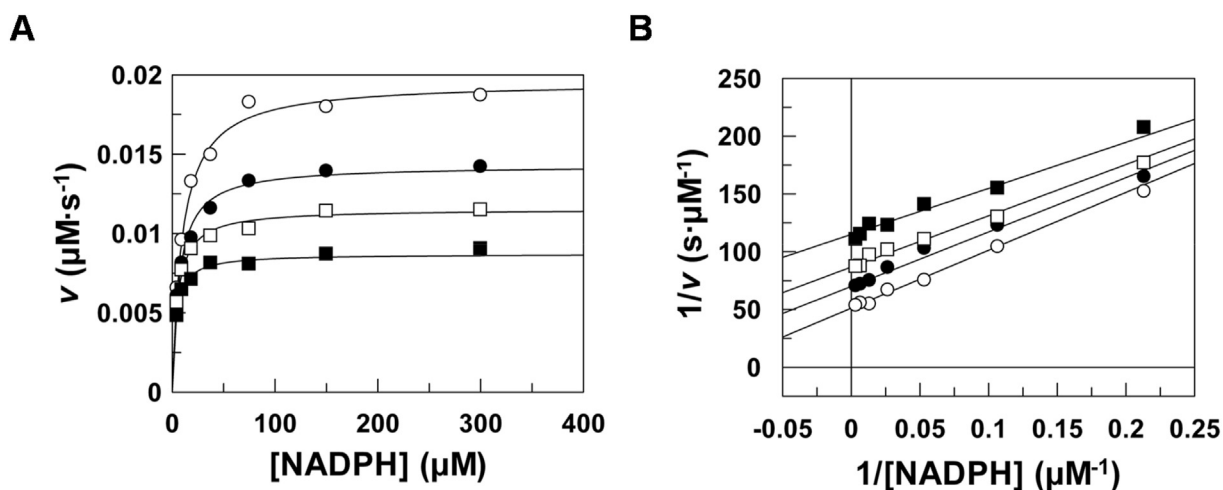 A
v (µM·s⁻¹)
0.02
0.015
0.01
0.005
0
0 100 200 300 400
[NADPH] (µM)
B
1/v (s·µM⁻¹)
250
200
150
100
50
0
-0.05 0 0.05 0.1 0.15 0.2 0.25
1/[NADPH] (µM⁻¹)